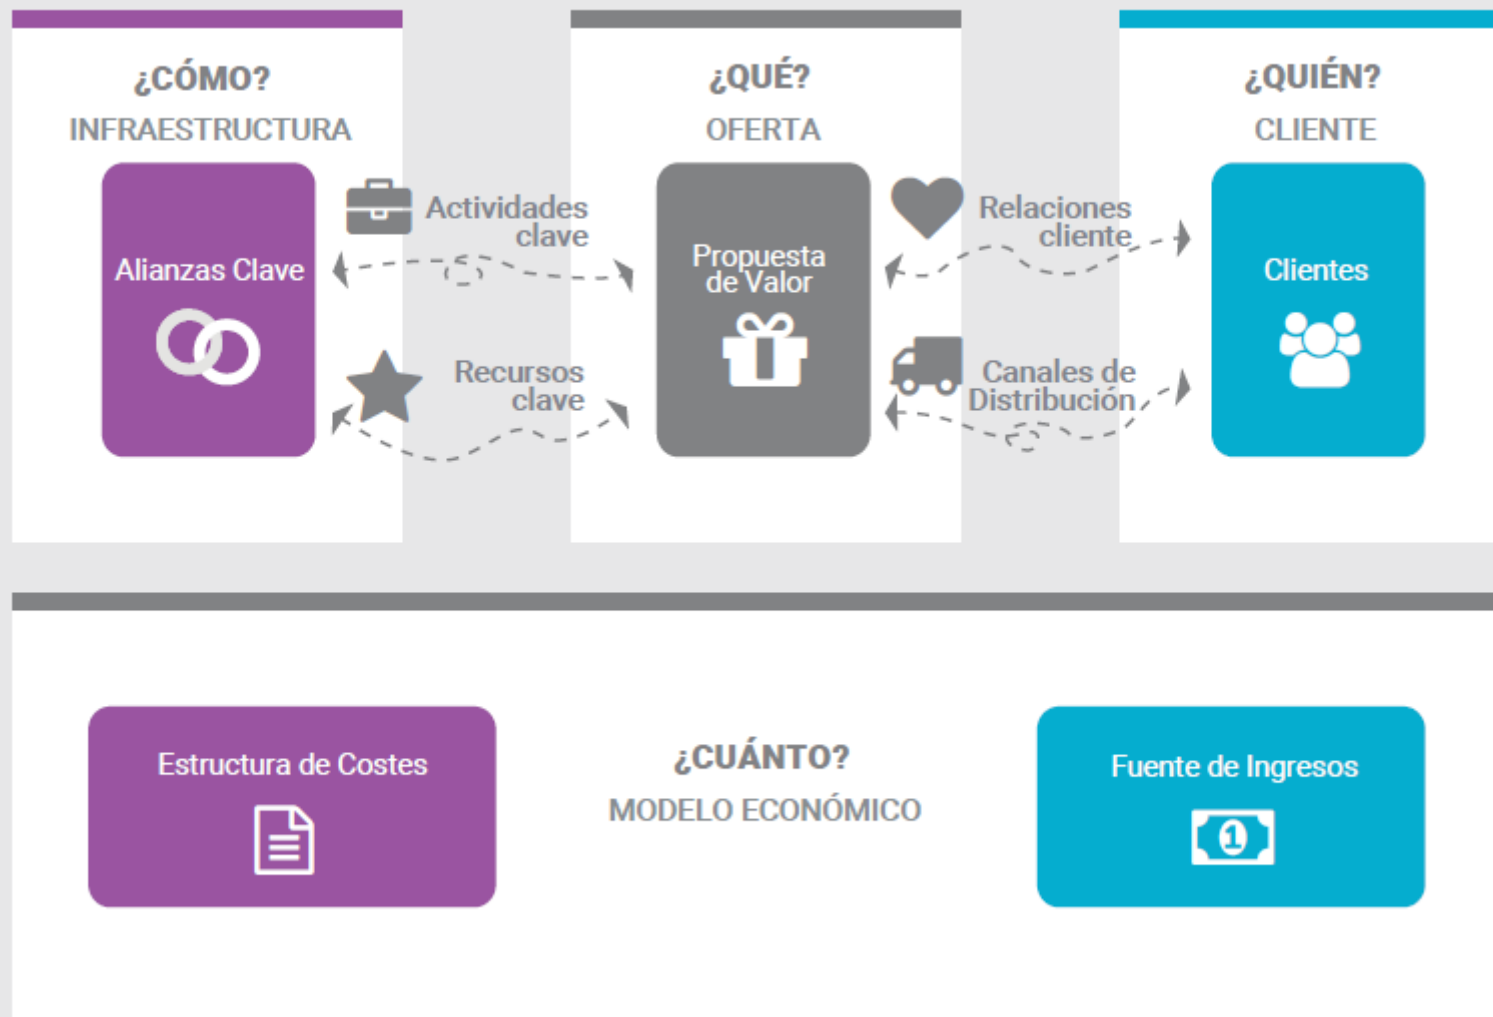 ¿CÓMO?
INFRAESTRUCTURA
Alianzas Clave
Actividades
clave
Recursos
clave
¿QUÉ?
OFERTA
Propuesta
de Valor
Relaciones
cliente
Canales de
Distribución
¿QUIÉN?
CLIENTE
Clientes
Estructura de Costes
¿CUÁNTO?
MODELO ECONÓMICO
Fuente de Ingresos
1